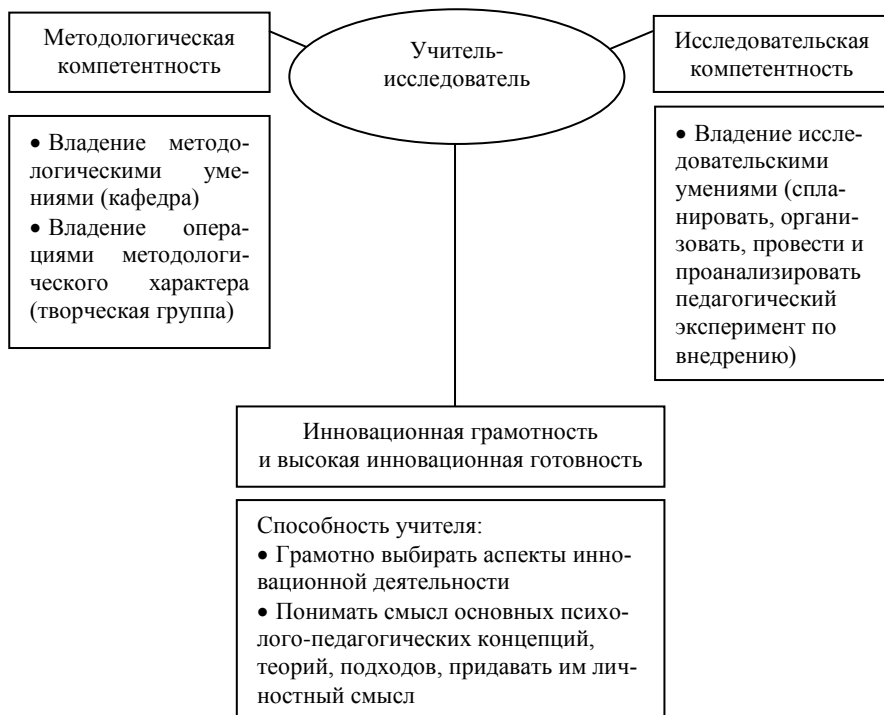 Методологическая
компетентность
Учитель-
исследователь
Исследовательская
компетентность
• Владение методо-
логическими уме-
ниями (кафедра)
• Владение опера-
циями методологи-
ческого характера
(творческая группа)
• Владение иссле-
довательскими
умениями (спла-
нировать, органи-
зовать, провести и
проанализировать
педагогический
эксперимент по
внедрению)
Инновационная грамотность
и высокая инновационная готовность
Способность учителя:
• Грамотно выбирать аспекты инно-
вационной деятельности
• Понимать смысл основных психо-
лого-педагогических концепций,
теорий, подходов, придавать им лич-
ностный смысл